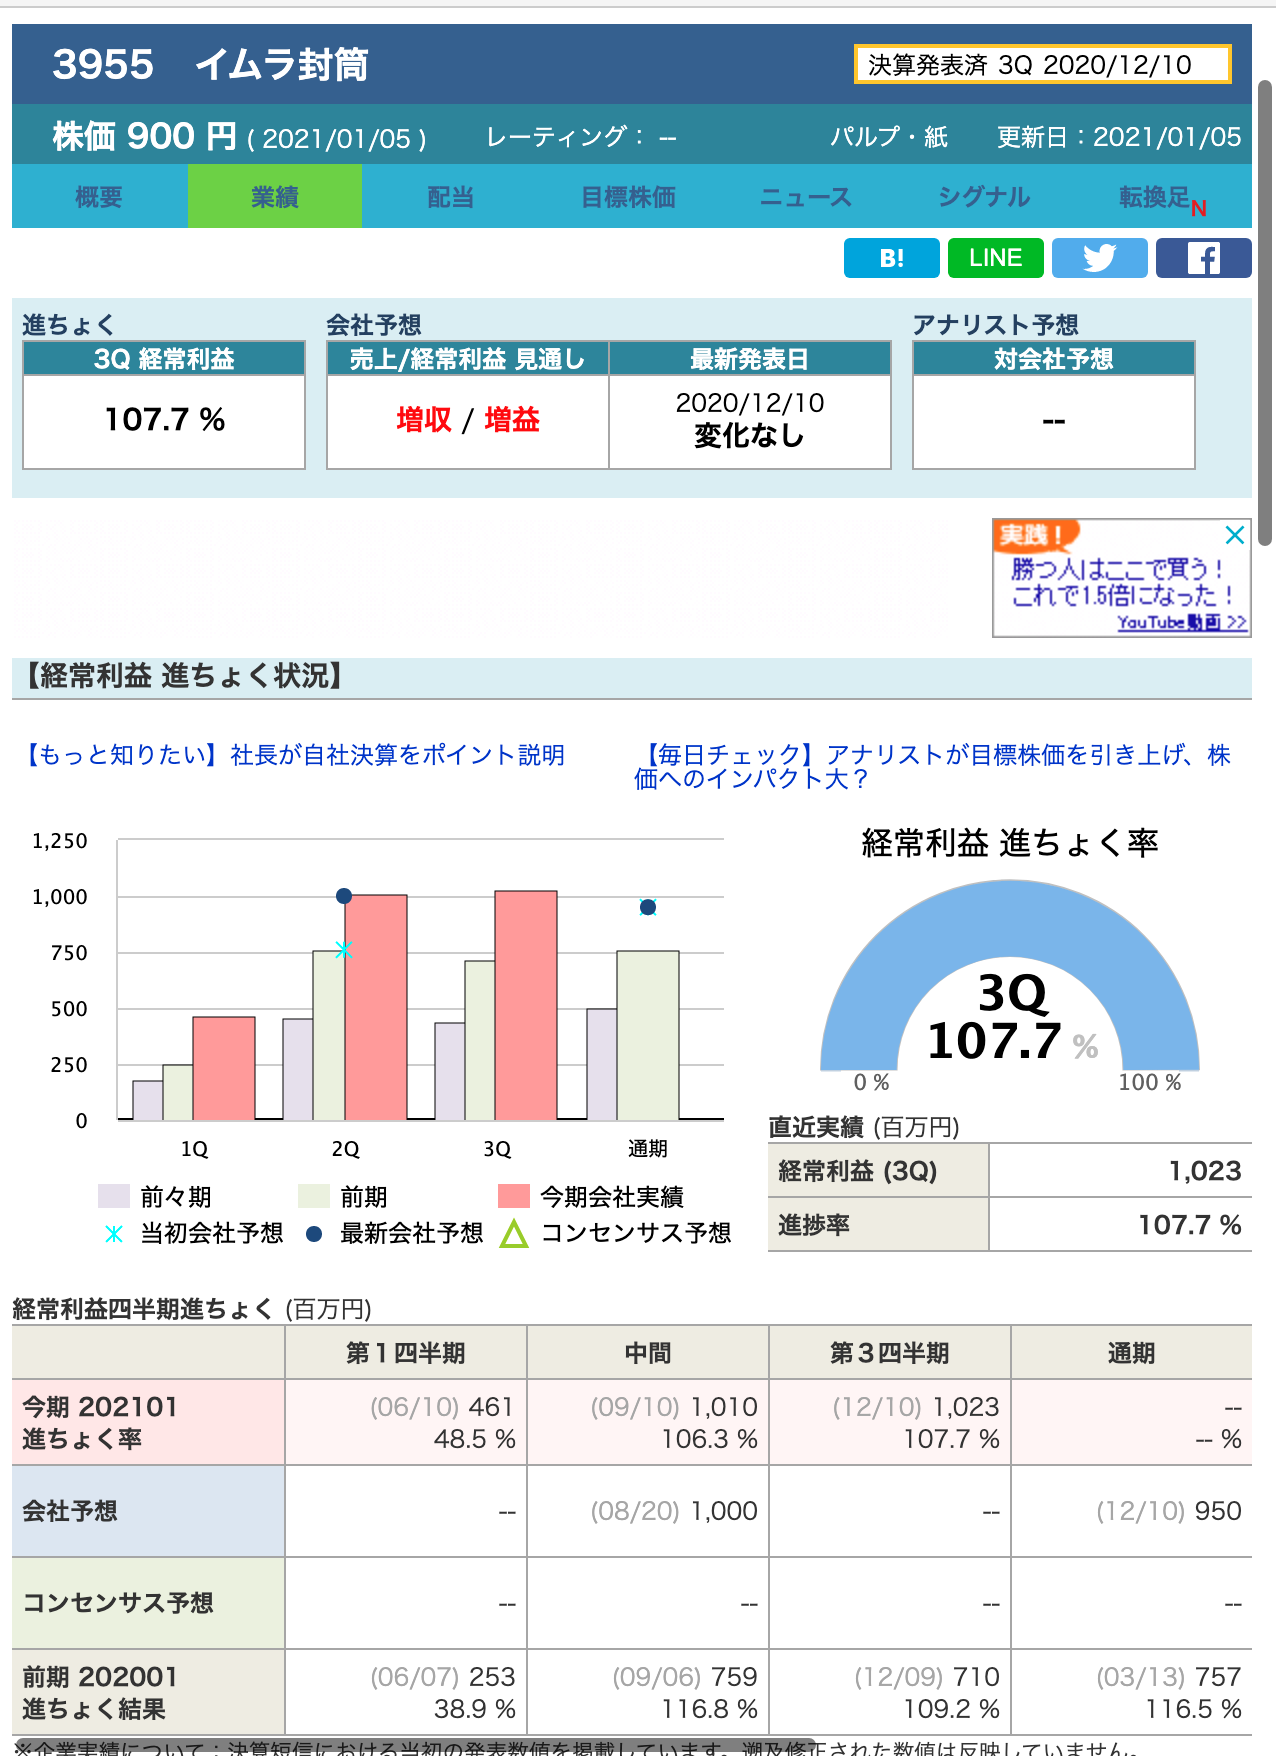 3955　イムラ封筒
決算発表済 3Q 2020/12/10
株価 900 円 ( 2021/01/05 )　レーティング： --　パルプ・紙　更新日：2021/01/05
概要　業績　配当　目標株価　ニュース　シグナル　転換足N
B!　LINE
進ちょく　会社予想　アナリスト予想
3Q 経常利益　売上/経常利益 見通し　最新発表日　対会社予想
107.7 %　増収 / 増益　2020/12/10　--
変化なし
実践！
勝つ人はここで買う！
これで1.5倍になった！
YouTube動画 >>
【経常利益 進ちょく状況】
【もっと知りたい】社長が自社決算をポイント説明
【毎日チェック】アナリストが目標株価を引き上げ、株
価へのインパクト大？
1,250
1,000
750
500
250
0
1Q　2Q　3Q　通期
前々期　前期　今期会社実績
当初会社予想　最新会社予想　コンセンサス予想
経常利益 進ちょく率
3Q
107.7 %
0 %　100 %
直近実績 (百万円)
経常利益 (3Q)　1,023
進捗率　107.7 %
経常利益四半期進ちょく (百万円)
第１四半期　中間　第３四半期　通期
今期 202101　(06/10) 461　(09/10) 1,010　(12/10) 1,023　--
進ちょく率　48.5 %　106.3 %　107.7 %　-- %
会社予想　--　(08/20) 1,000　--　(12/10) 950
コンセンサス予想　--　--　--　--
前期 202001　(06/07) 253　(09/06) 759　(12/09) 710　(03/13) 757
進ちょく結果　38.9 %　116.8 %　109.2 %　116.5 %
※企業実績について：決算短信における当初の発表数値を掲載しています。遡及修正された数値は反映していません。